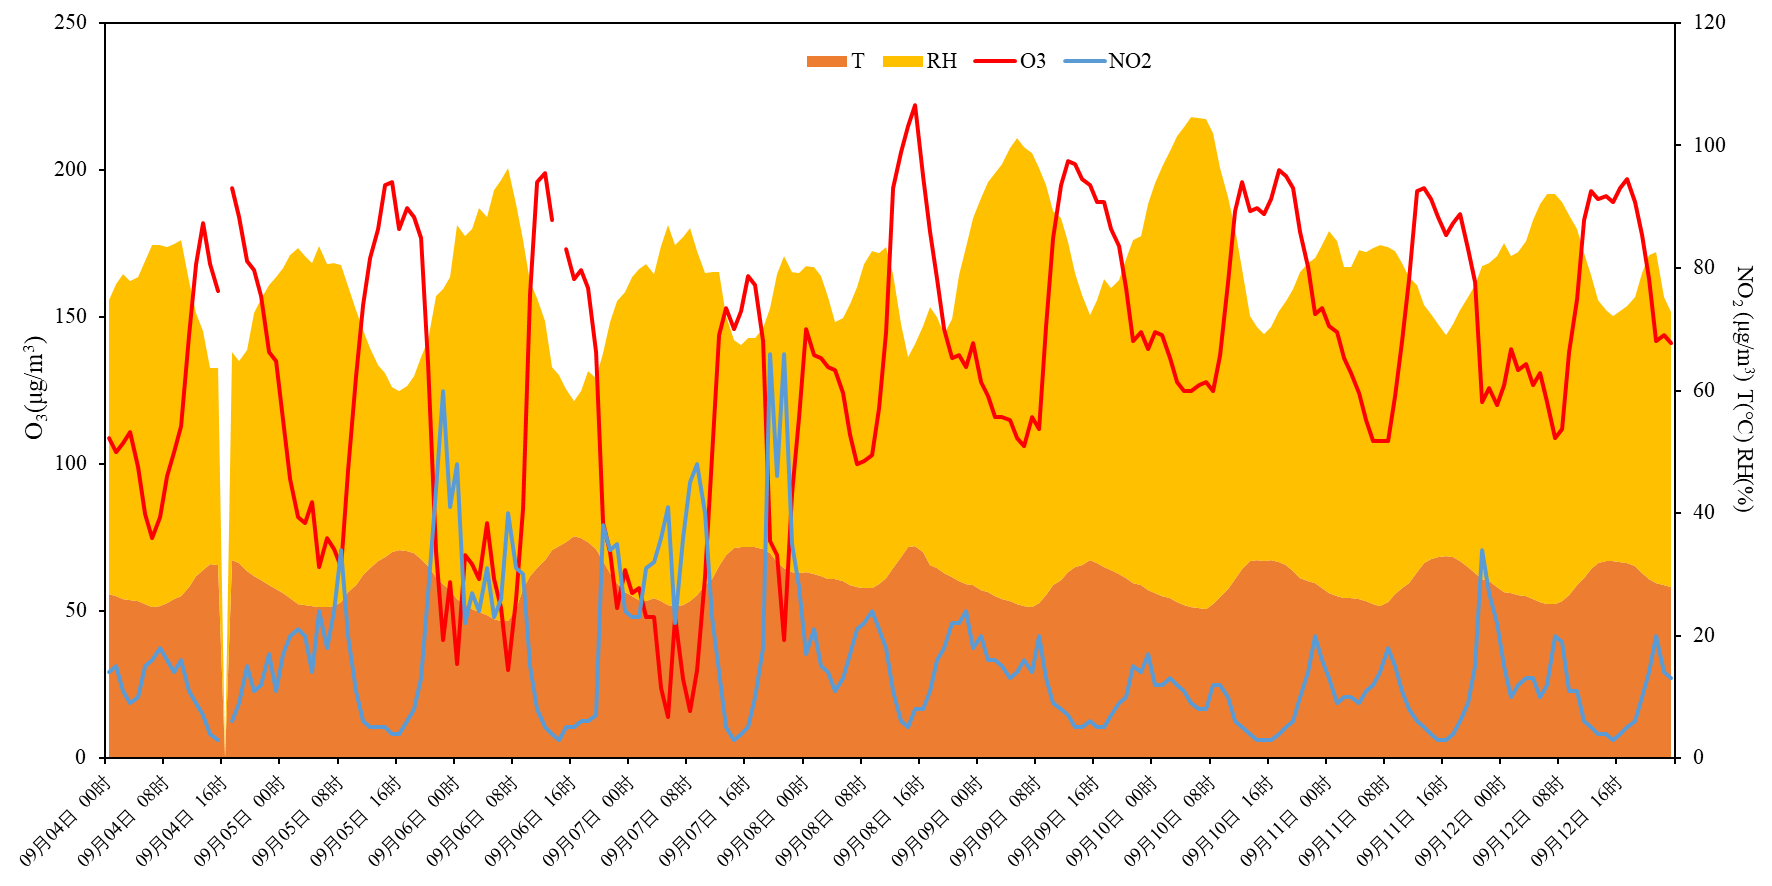 250
200
150
100
50
0
O₃(μg/m³)
T
RH
O3
NO2
120
100
80
60
40
20
0
NO₂ (μg/m³) T(°C) RH(%)
09月04日 00时
09月04日 08时
09月04日 16时
09月05日 00时
09月05日 08时
09月05日 16时
09月06日 00时
09月06日 08时
09月06日 16时
09月07日 00时
09月07日 08时
09月07日 16时
09月08日 00时
09月08日 08时
09月08日 16时
09月09日 00时
09月09日 08时
09月09日 16时
09月10日 00时
09月10日 08时
09月10日 16时
09月11日 00时
09月11日 08时
09月11日 16时
09月12日 00时
09月12日 08时
09月12日 16时